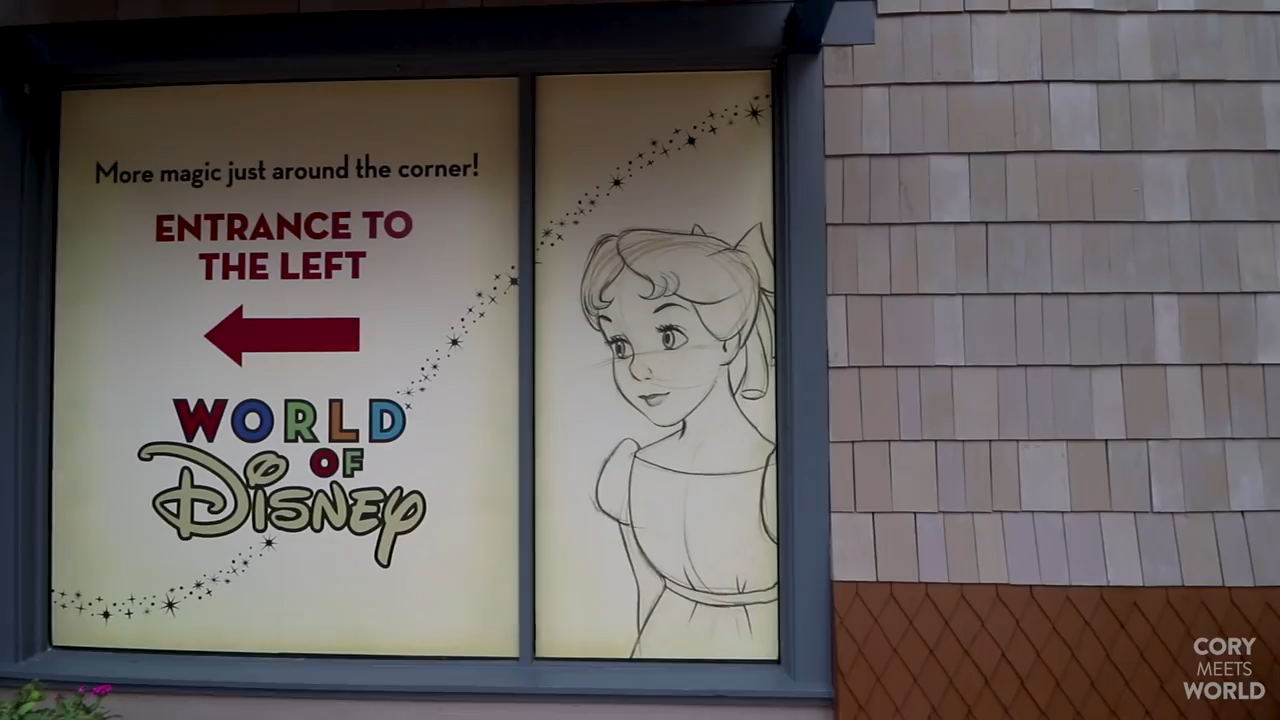 More magic just around the corner!
ENTRANCE TO
THE LEFT
WORLD
OF
Disney
CORY
MEETS
WORLD